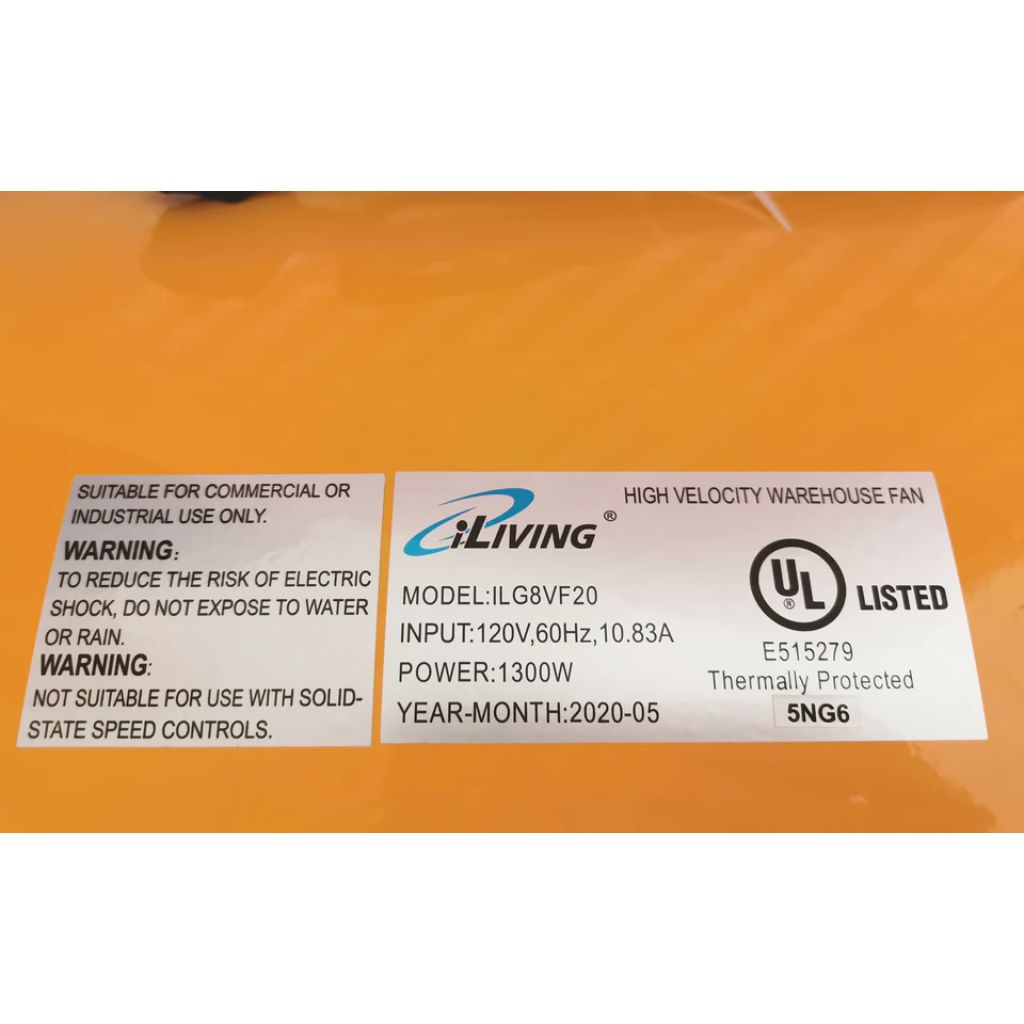 SUITABLE FOR COMMERCIAL OR
INDUSTRIAL USE ONLY.
WARNING:
TO REDUCE THE RISK OF ELECTRIC
SHOCK, DO NOT EXPOSE TO WATER
OR RAIN.
WARNING:
NOT SUITABLE FOR USE WITH SOLID-
STATE SPEED CONTROLS.
iLIVING ®
HIGH VELOCITY WAREHOUSE FAN
MODEL:ILG8VF20
INPUT:120V,60Hz,10.83A
POWER:1300W
YEAR-MONTH:2020-05
UL ® LISTED
E515279
Thermally Protected
5NG6